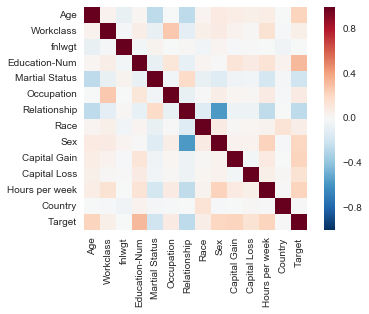 Age
Workclass
fnlwgt
Education-Num
Martial Status
Occupation
Relationship
Race
Sex
Capital Gain
Capital Loss
Hours per week
Country
Target
Age
Workclass
fnlwgt
Education-Num
Martial Status
Occupation
Relationship
Race
Sex
Capital Gain
Capital Loss
Hours per week
Country
Target
0.8
0.4
0.0
−0.4
−0.8